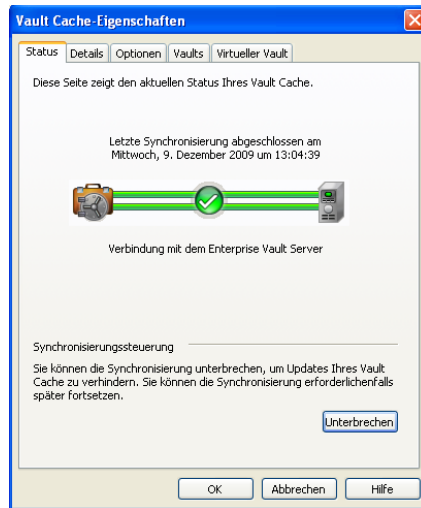 Vault Cache-Eigenschaften
Status Details Optionen Vaults Virtueller Vault
Diese Seite zeigt den aktuellen Status Ihres Vault Cache.
Letzte Synchronisierung abgeschlossen am
Mittwoch, 9. Dezember 2009 um 13:04:39
Verbindung mit dem Enterprise Vault Server
Synchronisierungssteuerung
Sie können die Synchronisierung unterbrechen, um Updates Ihres Vault
Cache zu verhindern. Sie können die Synchronisierung erforderlichenfalls
später fortsetzen.
Unterbrechen
OK Abbrechen Hilfe